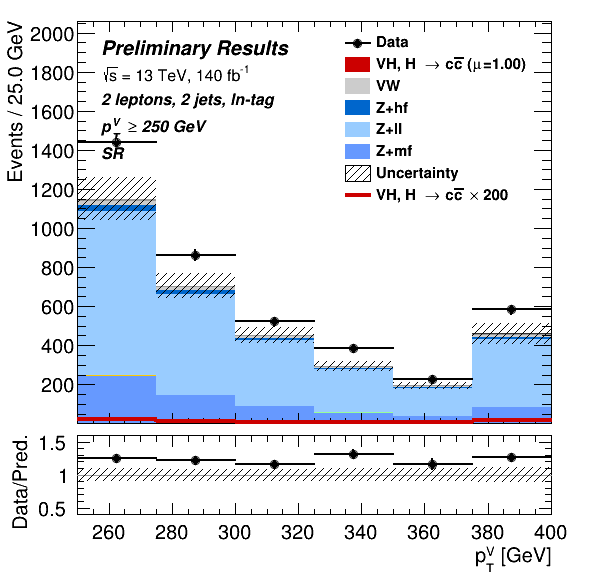 Events / 25.0 GeV
2000
1800
1600
1400
1200
1000
800
600
400
200
Preliminary Results
√s = 13 TeV, 140 fb⁻¹
2 leptons, 2 jets, ln-tag
p_T^V ≥ 250 GeV
SR
Data
VH, H → cc̅ (μ=1.00)
VW
Z+hf
Z+ll
Z+mf
Uncertainty
VH, H → cc̅ × 200
Data/Pred.
1.5
1
0.5
260 280 300 320 340 360 380 400
p_T^V [GeV]